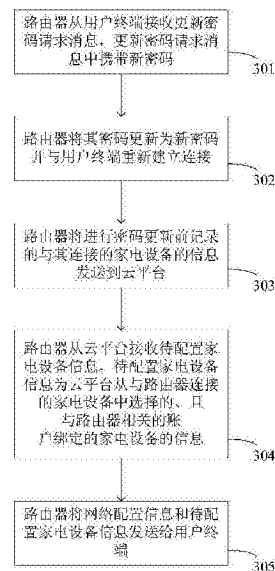 路由器从用户终端接收更新密
码请求消息，更新密码请求消
息中携带新密码
301
路由器将其密码更新为新密码
并与用户终端重新建立连接
302
路由器将进行密码更新前记录
的与其连接的家电设备的信息
发送到云平台
303
路由器从云平台接收待配置家
电设备信息，待配置家电设备
信息为云平台从与路由器连接
的家电设备中选择的、且
与路由器相关的账
户绑定的家电设备的信息
304
路由器将网络配置信息和待配
置家电设备信息发送给用户终
端
305